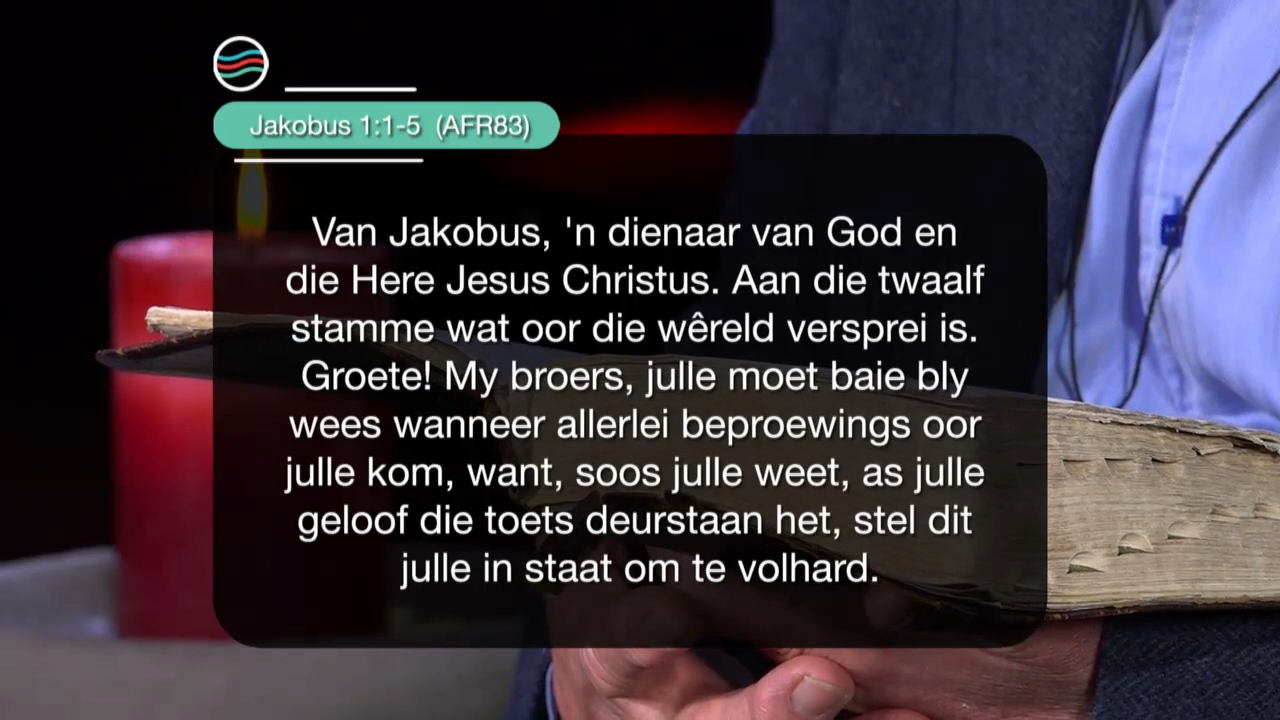 Jakobus 1:1-5 (AFR83)
Van Jakobus, 'n dienaar van God en
die Here Jesus Christus. Aan die twaalf
stamme wat oor die wêreld versprei is.
Groete! My broers, julle moet baie bly
wees wanneer allerlei beproewings oor
julle kom, want, soos julle weet, as julle
geloof die toets deurstaan het, stel dit
julle in staat om te volhard.